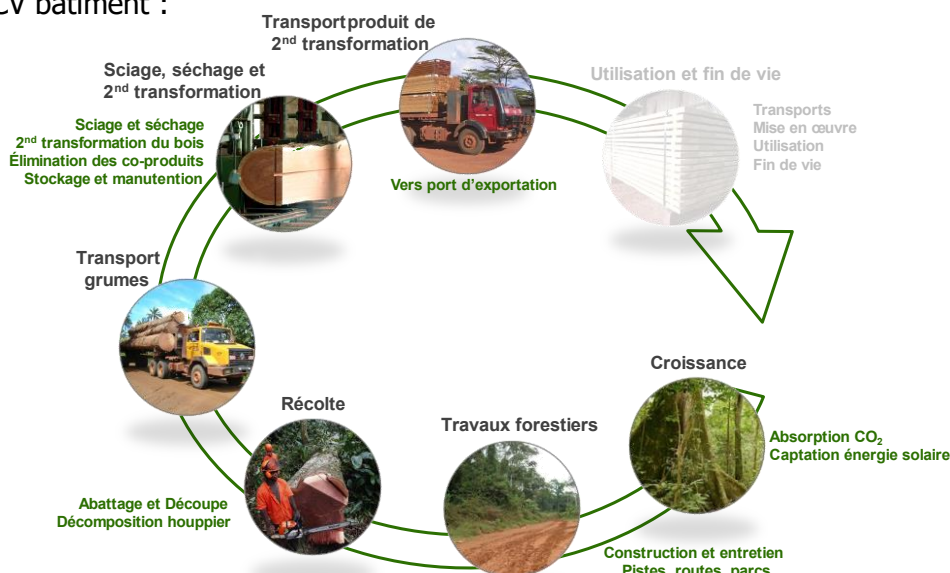 CV bâtiment :
Transport produit de
2nd transformation
Sciage, séchage et
2nd transformation
Sciage et séchage
2nd transformation du bois
Élimination des co-produits
Stockage et manutention
Vers port d'exportation
Utilisation et fin de vie
Transports
Mise en œuvre
Utilisation
Fin de vie
Transport
grumes
Récolte
Abattage et Découpe
Décomposition houppier
Travaux forestiers
Construction et entretien
Pistes, routes, parcs
Croissance
Absorption CO₂
Captation énergie solaire